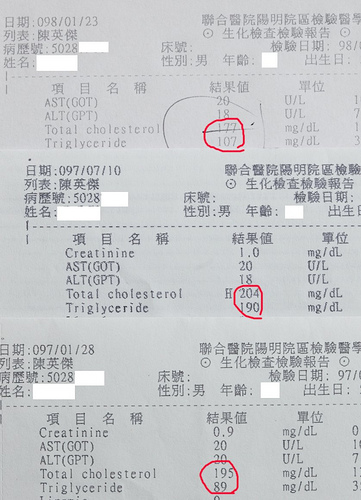 日期:098/01/23 聯合醫院陽明院區檢驗醫
列表:陳英傑 ⊙ 生化檢查檢驗報告 ⊙
病歷號:5028 床號: 檢驗日期: 98/0
姓名: 性別:男 年齡: 出生日:
項 目 名 稱 結果值 單位
AST(GOT) 20 U/L
ALT(GPT) 18 U/L
Total cholesterol 177 mg/dL
Triglyceride 107 mg/dL
日期:097/07/10 聯合醫院陽明院區檢驗
列表:陳英傑 ⊙ 生化檢查檢驗報告
病歷號:5028 床號: 檢驗日期:
姓名: 性別:男 年齡: 出生日
項 目 名 稱 結果值 單位
Creatinine 1.0 mg/dL
AST(GOT) 20 U/L
ALT(GPT) 18 U/L
Total cholesterol H 204 mg/dL
Triglyceride 190 mg/dL
日期:097/01/28 聯合醫院陽明院區檢驗醫學
列表:陳英傑 ⊙ 生化檢查檢驗報告 ⊙
病歷號:5028 床號: 檢驗日期: 97/
姓名: 性別:男 年齡: 出生日:
項 目 名 稱 結果值 單位
Creatinine 0.9 mg/dL
AST(GOT) 20 U/L
ALT(GPT) 20 U/L
Total cholesterol 195 mg/dL
Triglyceride 89 mg/dL